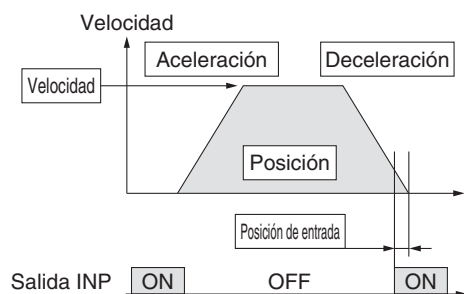 Velocidad
Aceleración
Deceleración
Velocidad
Posición
Posición de entrada
Salida INP
ON
OFF
ON